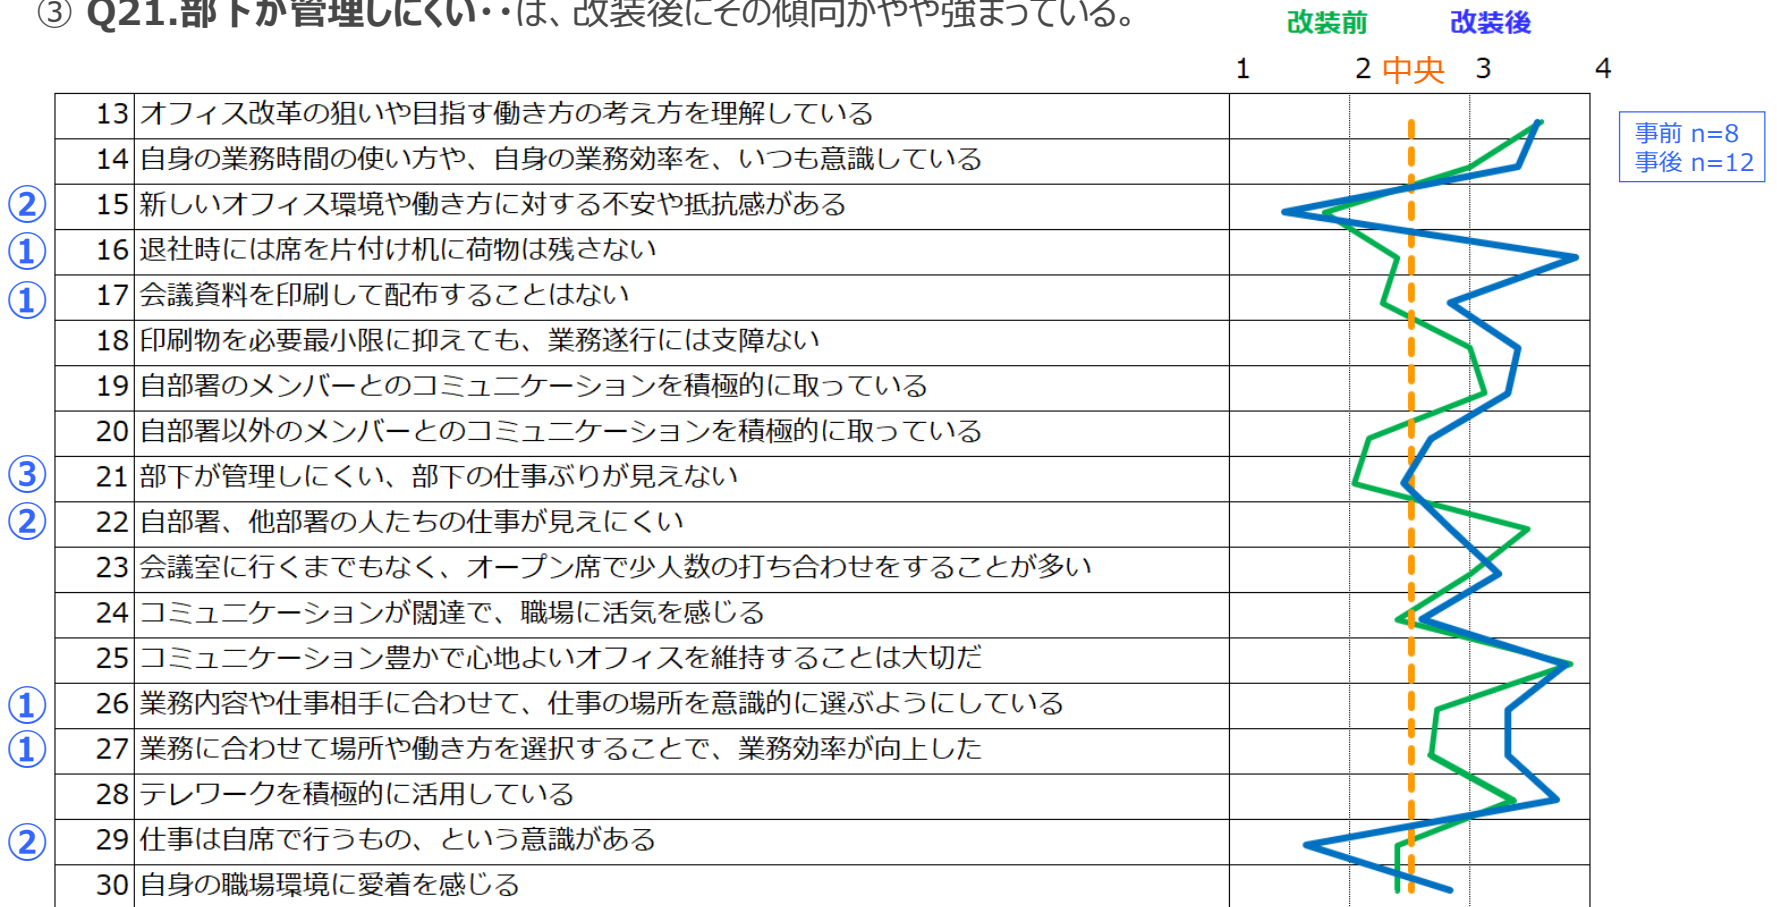 ③ Q21.部下が管理しにくい・・は、改装後にその傾向がやや強まっている。
改装前 改装後
1 2 中央 3 4
事前 n=8
事後 n=12
13 オフィス改革の狙いや目指す働き方の考え方を理解している
14 自身の業務時間の使い方や、自身の業務効率を、いつも意識している
② 15 新しいオフィス環境や働き方に対する不安や抵抗感がある
① 16 退社時には席を片付け机に荷物は残さない
① 17 会議資料を印刷して配布することはない
18 印刷物を必要最小限に抑えても、業務遂行には支障ない
19 自部署のメンバーとのコミュニケーションを積極的に取っている
20 自部署以外のメンバーとのコミュニケーションを積極的に取っている
③ 21 部下が管理しにくい、部下の仕事ぶりが見えない
② 22 自部署、他部署の人たちの仕事が見えにくい
23 会議室に行くまでもなく、オープン席で少人数の打ち合わせをすることが多い
24 コミュニケーションが闊達で、職場に活気を感じる
25 コミュニケーション豊かで心地よいオフィスを維持することは大切だ
① 26 業務内容や仕事相手に合わせて、仕事の場所を意識的に選ぶようにしている
① 27 業務に合わせて場所や働き方を選択することで、業務効率が向上した
28 テレワークを積極的に活用している
② 29 仕事は自席で行うもの、という意識がある
30 自身の職場環境に愛着を感じる